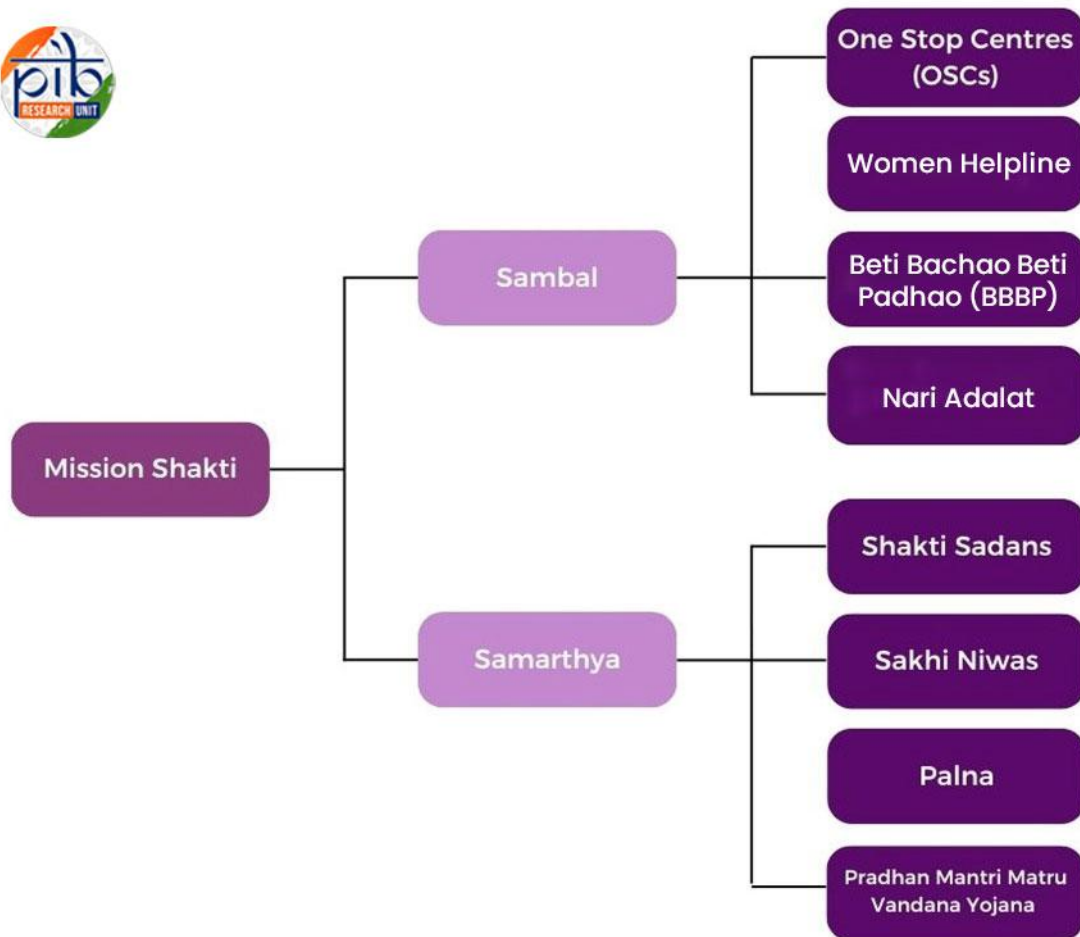 pib
RESEARCH UNIT
One Stop Centres
(OSCs)
Women Helpline
Sambal
Beti Bachao Beti
Padhao (BBBP)
Nari Adalat
Mission Shakti
Shakti Sadans
Samarthya
Sakhi Niwas
Palna
Pradhan Mantri Matru
Vandana Yojana